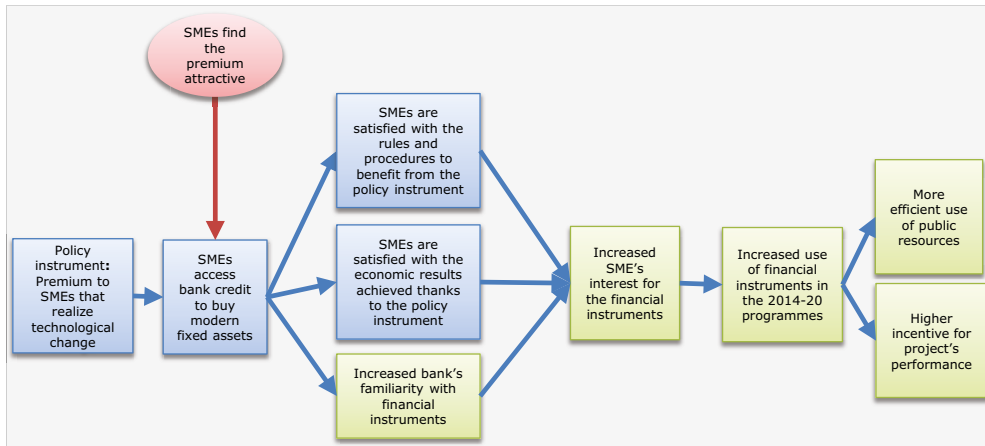 SMEs find
the
premium
attractive
Policy
instrument:
Premium to
SMEs that
realize
technological
change
SMEs
access
bank credit
to buy
modern
fixed assets
SMEs are
satisfied with the
rules and
procedures to
benefit from the
policy instrument
SMEs are
satisfied with the
economic results
achieved thanks
to the policy
instrument
Increased bank’s
familiarity with
financial
instruments
Increased
SME’s
interest for
the financial
instruments
Increased use
of financial
instruments in
the 2014-20
programmes
More
efficient use
of public
resources
Higher
incentive for
project’s
performance